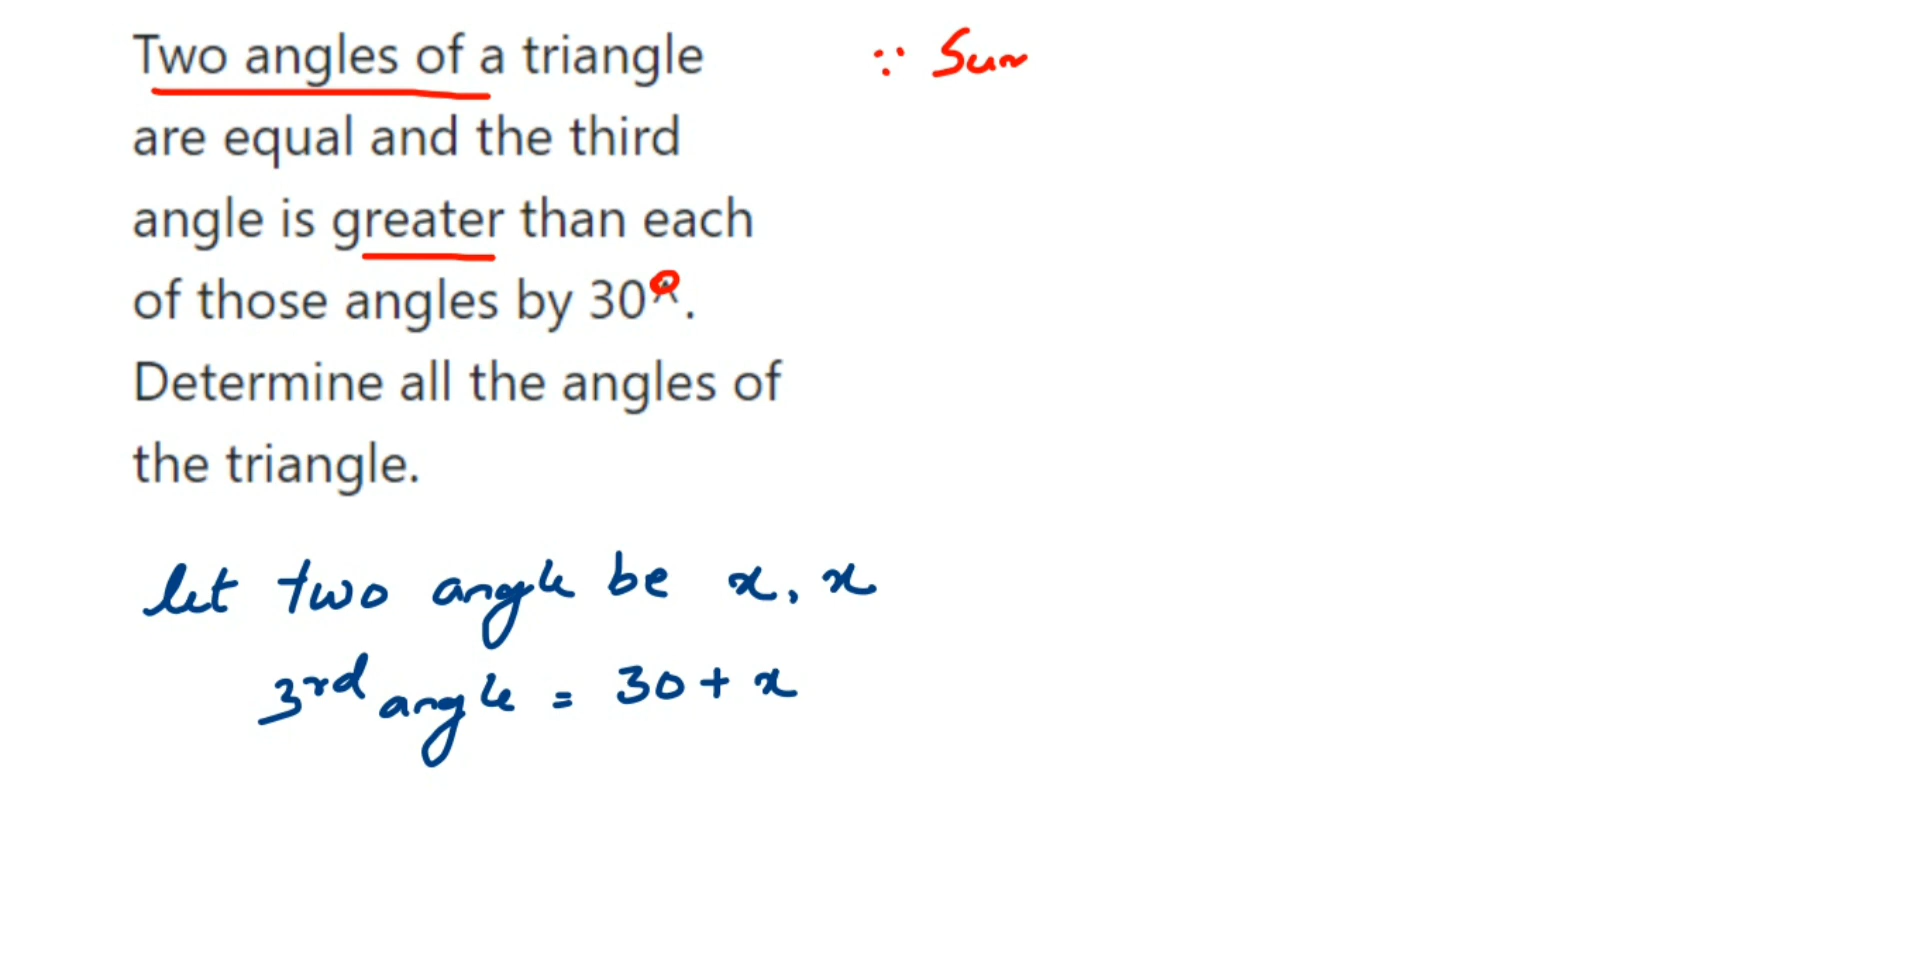 Two angles of a triangle
are equal and the third
angle is greater than each
of those angles by 30°.
Determine all the angles of
the triangle.
∵ Sum
let two angle be x, x
3rd angle = 30 + x